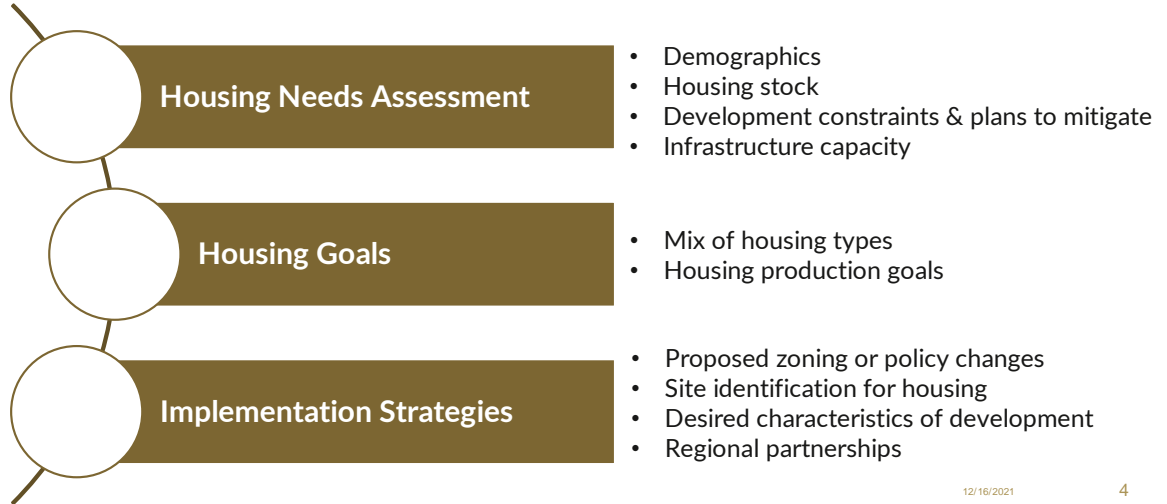 Housing Needs Assessment
• Demographics
• Housing stock
• Development constraints & plans to mitigate
• Infrastructure capacity
Housing Goals
• Mix of housing types
• Housing production goals
Implementation Strategies
• Proposed zoning or policy changes
• Site identification for housing
• Desired characteristics of development
• Regional partnerships
12/16/2021
4